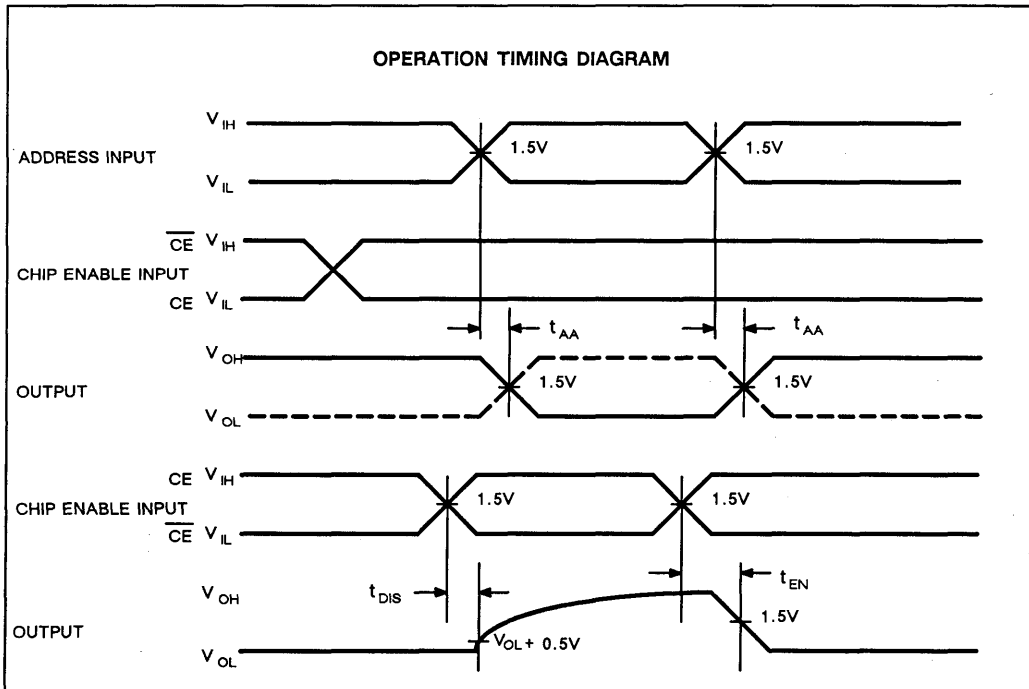 OPERATION TIMING DIAGRAM
V IH
ADDRESS INPUT
1.5V
1.5V
V IL
C̅E̅ V IH
CHIP ENABLE INPUT
CE V IL
t AA
t AA
V OH
OUTPUT
1.5V
1.5V
V OL
CE V IH
CHIP ENABLE INPUT
1.5V
1.5V
C̅E̅ V IL
t DIS
t EN
V OH
OUTPUT
1.5V
V OL + 0.5V
V OL